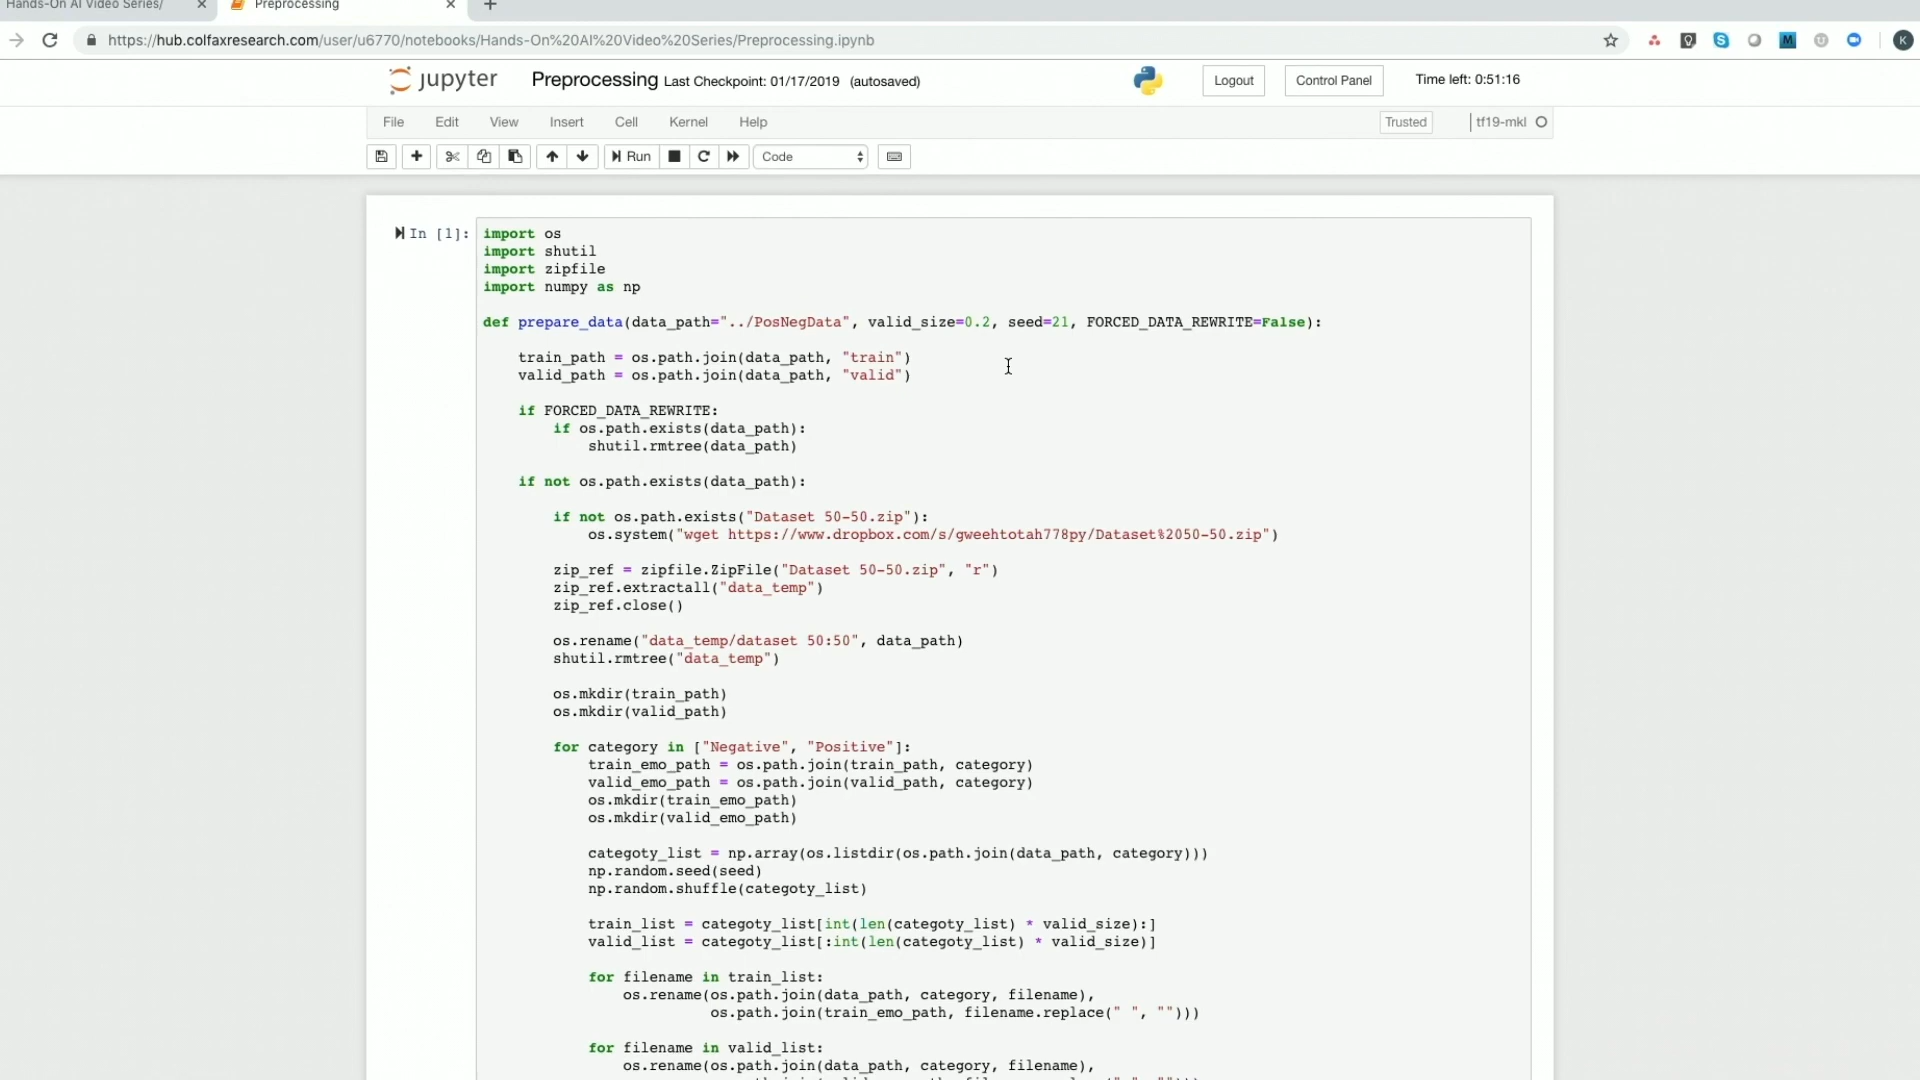 Hands-On AI Video Series/
Preprocessing
https://hub.colfaxresearch.com/user/u6770/notebooks/Hands-On%20AI%20Video%20Series/Preprocessing.ipynb
K
jupyter Preprocessing Last Checkpoint: 01/17/2019 (autosaved) Logout Control Panel Time left: 0:51:16
File Edit View Insert Cell Kernel Help Trusted tf19-mkl
Run Code
In [1]:
import os
import shutil
import zipfile
import numpy as np
def prepare_data(data_path="../PosNegData", valid_size=0.2, seed=21, FORCED_DATA_REWRITE=False):
train_path = os.path.join(data_path, "train")
valid_path = os.path.join(data_path, "valid")
if FORCED_DATA_REWRITE:
if os.path.exists(data_path):
shutil.rmtree(data_path)
if not os.path.exists(data_path):
if not os.path.exists("Dataset 50-50.zip"):
os.system("wget https://www.dropbox.com/s/gweehtotah778py/Dataset%2050-50.zip")
zip_ref = zipfile.ZipFile("Dataset 50-50.zip", "r")
zip_ref.extractall("data_temp")
zip_ref.close()
os.rename("data_temp/dataset 50:50", data_path)
shutil.rmtree("data_temp")
os.mkdir(train_path)
os.mkdir(valid_path)
for category in ["Negative", "Positive"]:
train_emo_path = os.path.join(train_path, category)
valid_emo_path = os.path.join(valid_path, category)
os.mkdir(train_emo_path)
os.mkdir(valid_emo_path)
categoty_list = np.array(os.listdir(os.path.join(data_path, category)))
np.random.seed(seed)
np.random.shuffle(categoty_list)
train_list = categoty_list[int(len(categoty_list) * valid_size):]
valid_list = categoty_list[:int(len(categoty_list) * valid_size)]
for filename in train_list:
os.rename(os.path.join(data_path, category, filename),
os.path.join(train_emo_path, filename.replace(" ", "")))
for filename in valid_list:
os.rename(os.path.join(data_path, category, filename),